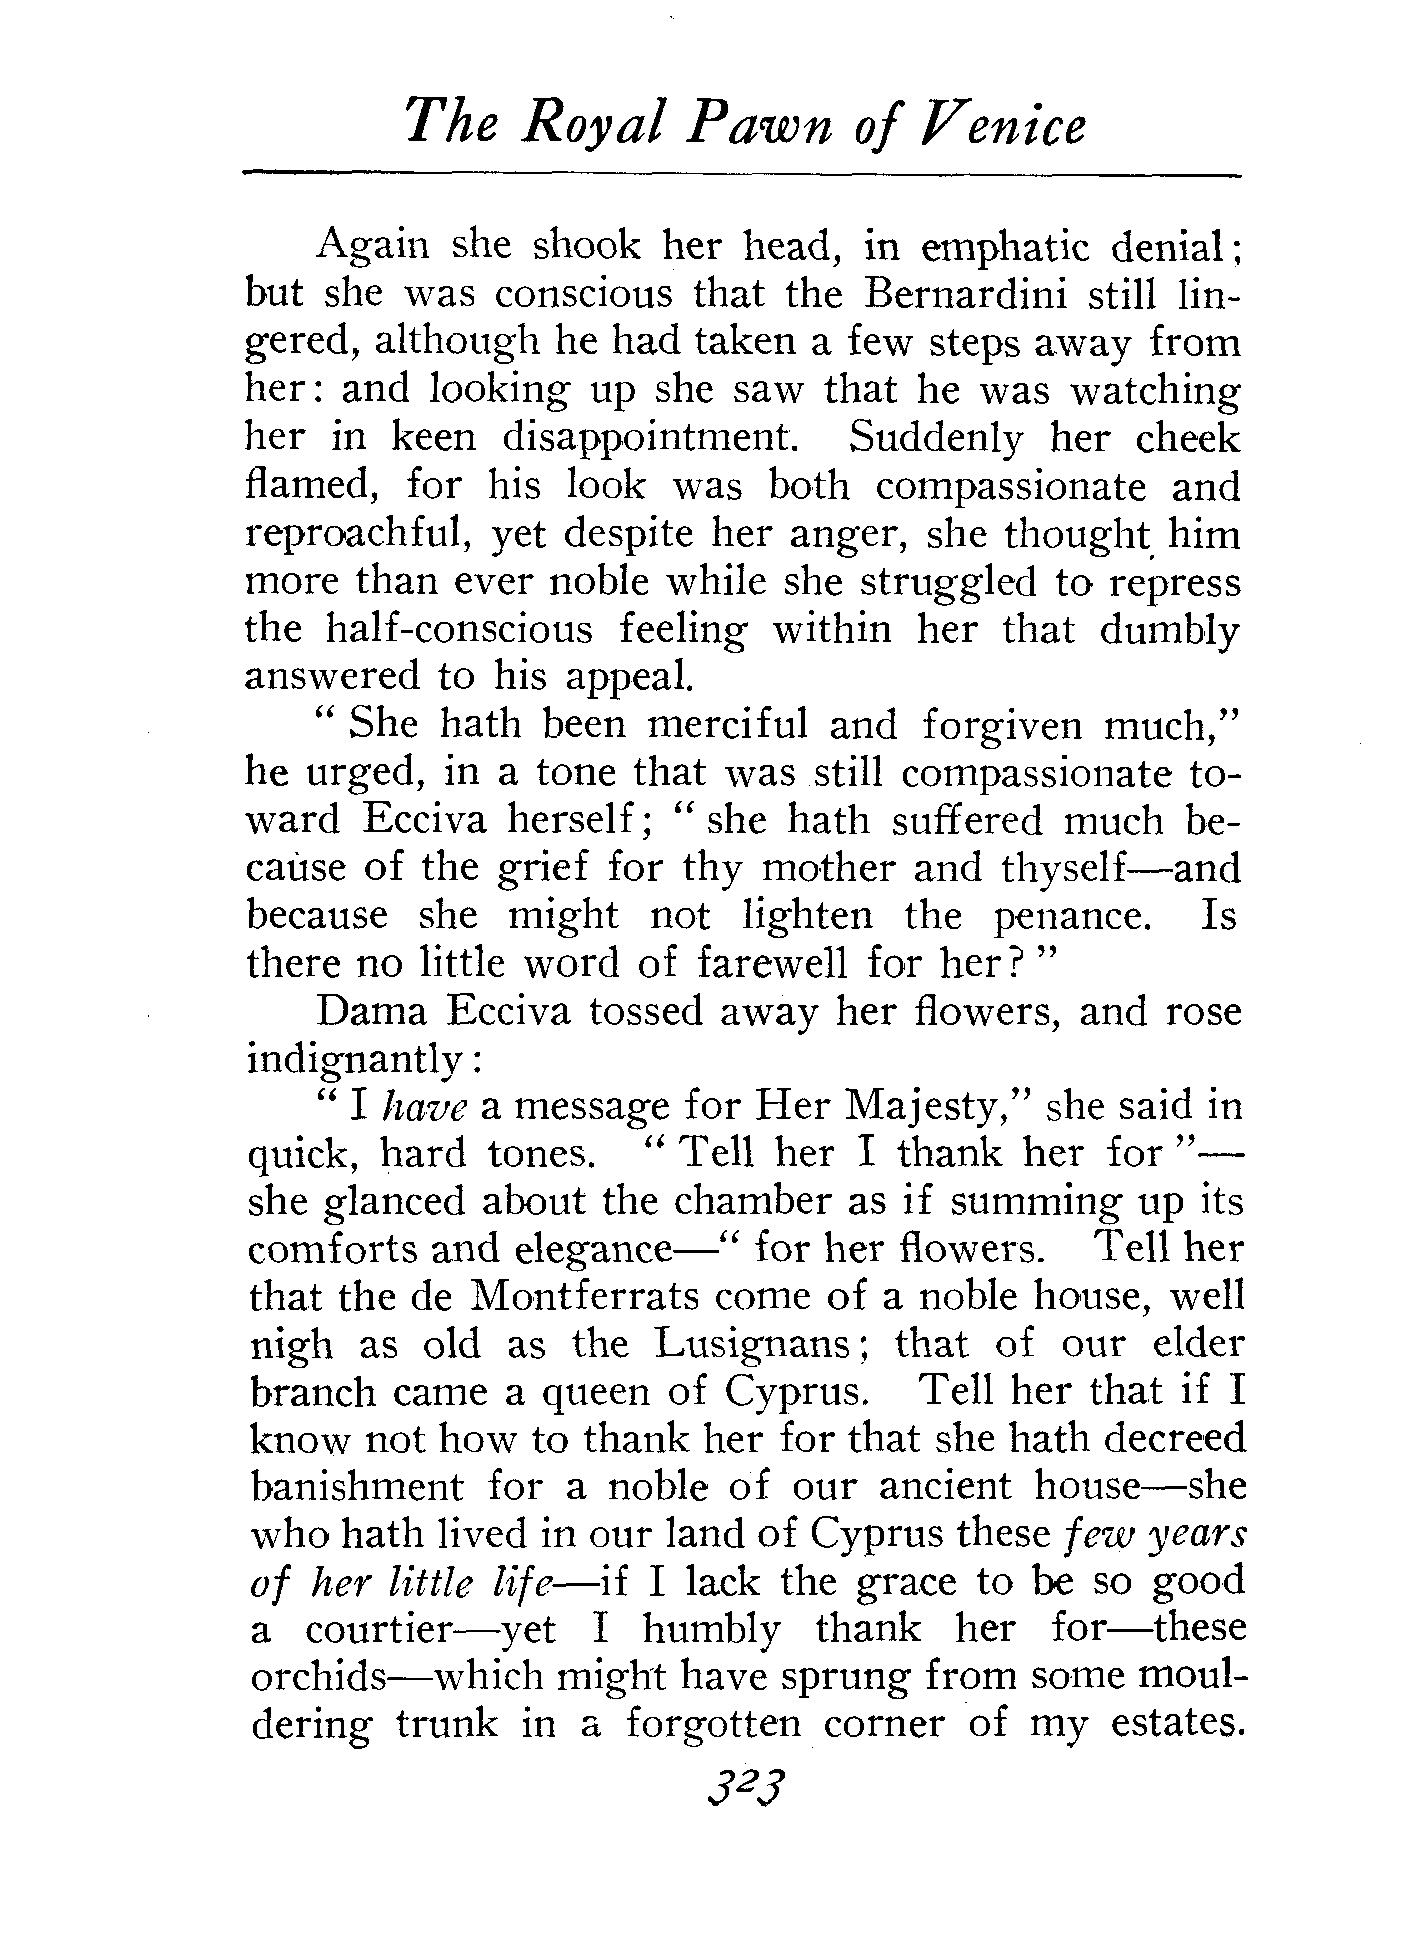 The Royal Pawn of Venice
Again she shook her head, in emphatic denial;
but she was conscious that the Bernardini still lin-
gered, although he had taken a few steps away from
her: and looking up she saw that he was watching
her in keen disappointment. Suddenly her cheek
flamed, for his look was both compassionate and
reproachful, yet despite her anger, she thought him
more than ever noble while she struggled to repress
the half-conscious feeling within her that dumbly
answered to his appeal.
“ She hath been merciful and forgiven much,”
he urged, in a tone that was still compassionate to-
ward Ecciva herself; “ she hath suffered much be-
cause of the grief for thy mother and thyself—and
because she might not lighten the penance. Is
there no little word of farewell for her? ”
Dama Ecciva tossed away her flowers, and rose
indignantly:
“ I have a message for Her Majesty,” she said in
quick, hard tones. “ Tell her I thank her for ”—
she glanced about the chamber as if summing up its
comforts and elegance—“ for her flowers. Tell her
that the de Montferrats come of a noble house, well
nigh as old as the Lusignans; that of our elder
branch came a queen of Cyprus. Tell her that if I
know not how to thank her for that she hath decreed
banishment for a noble of our ancient house—she
who hath lived in our land of Cyprus these few years
of her little life—if I lack the grace to be so good
a courtier—yet I humbly thank her for—these
orchids—which might have sprung from some moul-
dering trunk in a forgotten corner of my estates.
323